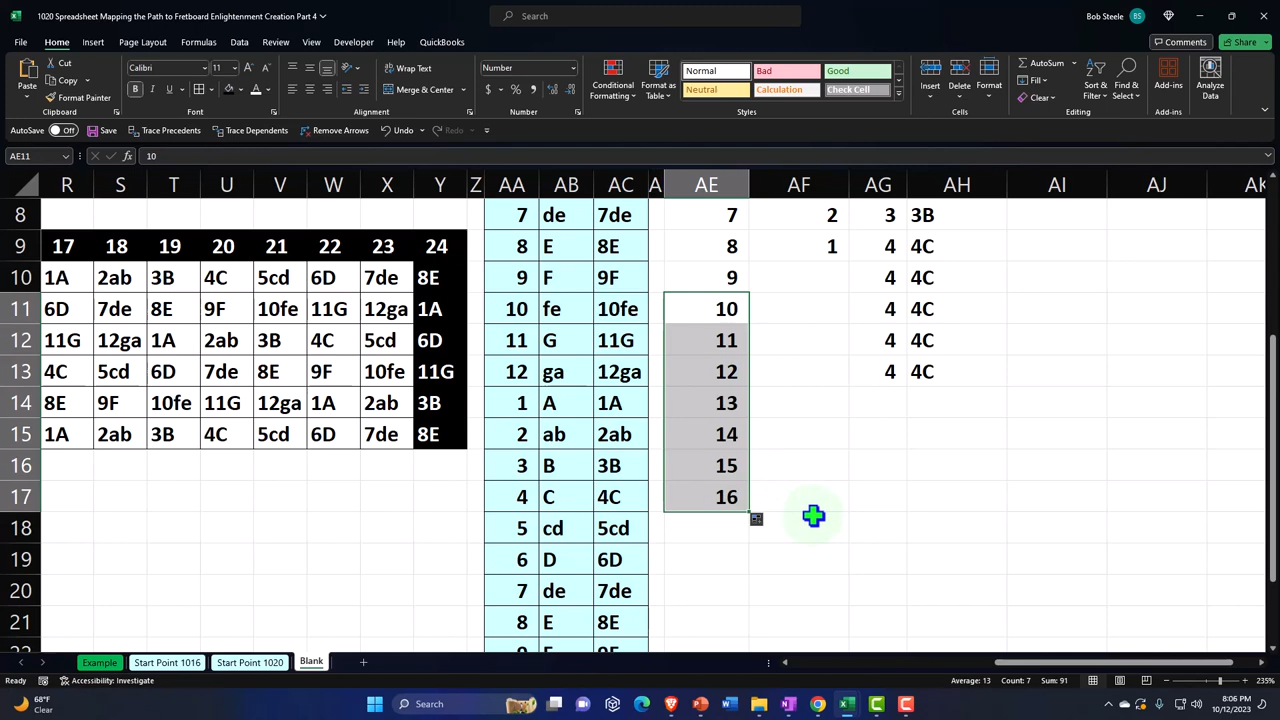 1020 Spreadsheet Mapping the Path to Fretboard Enlightenment Creation Part 4
Search
Bob Steele BS
File Home Insert Page Layout Formulas Data Review View Developer Help QuickBooks Comments Share
Paste Cut Copy Format Painter Clipboard
Calibri 11 B I U Font
Wrap Text Merge & Center Alignment
Number $ % Number
Conditional Formatting Format as Table Normal Bad Good Neutral Calculation Check Cell Styles
Insert Delete Format Cells
AutoSum Fill Clear Sort & Filter Find & Select Editing
Add-ins Add-ins Analyze Data
AutoSave Off Save Trace Precedents Trace Dependents Remove Arrows Undo Redo
AE11 fx 10
R S T U V W X Y Z AA AB AC A AE AF AG AH AI AJ AK
8 7 de 7de 7 2 3 3B
9 17 18 19 20 21 22 23 24 8 E 8E 8 1 4 4C
10 1A 2ab 3B 4C 5cd 6D 7de 8E 9 F 9F 9 4 4C
11 6D 7de 8E 9F 10fe 11G 12ga 1A 10 fe 10fe 10 4 4C
12 11G 12ga 1A 2ab 3B 4C 5cd 6D 11 G 11G 11 4 4C
13 4C 5cd 6D 7de 8E 9F 10fe 11G 12 ga 12ga 12 4 4C
14 8E 9F 10fe 11G 12ga 1A 2ab 3B 1 A 1A 13
15 1A 2ab 3B 4C 5cd 6D 7de 8E 2 ab 2ab 14
16 3 B 3B 15
17 4 C 4C 16
18 5 cd 5cd
19 6 D 6D
20 7 de 7de
21 8 E 8E
Example Start Point 1016 Start Point 1020 Blank
Ready Accessibility: Investigate Average: 13 Count: 7 Sum: 91 235%
68°F
Clear
Search
8:06 PM
10/12/2023